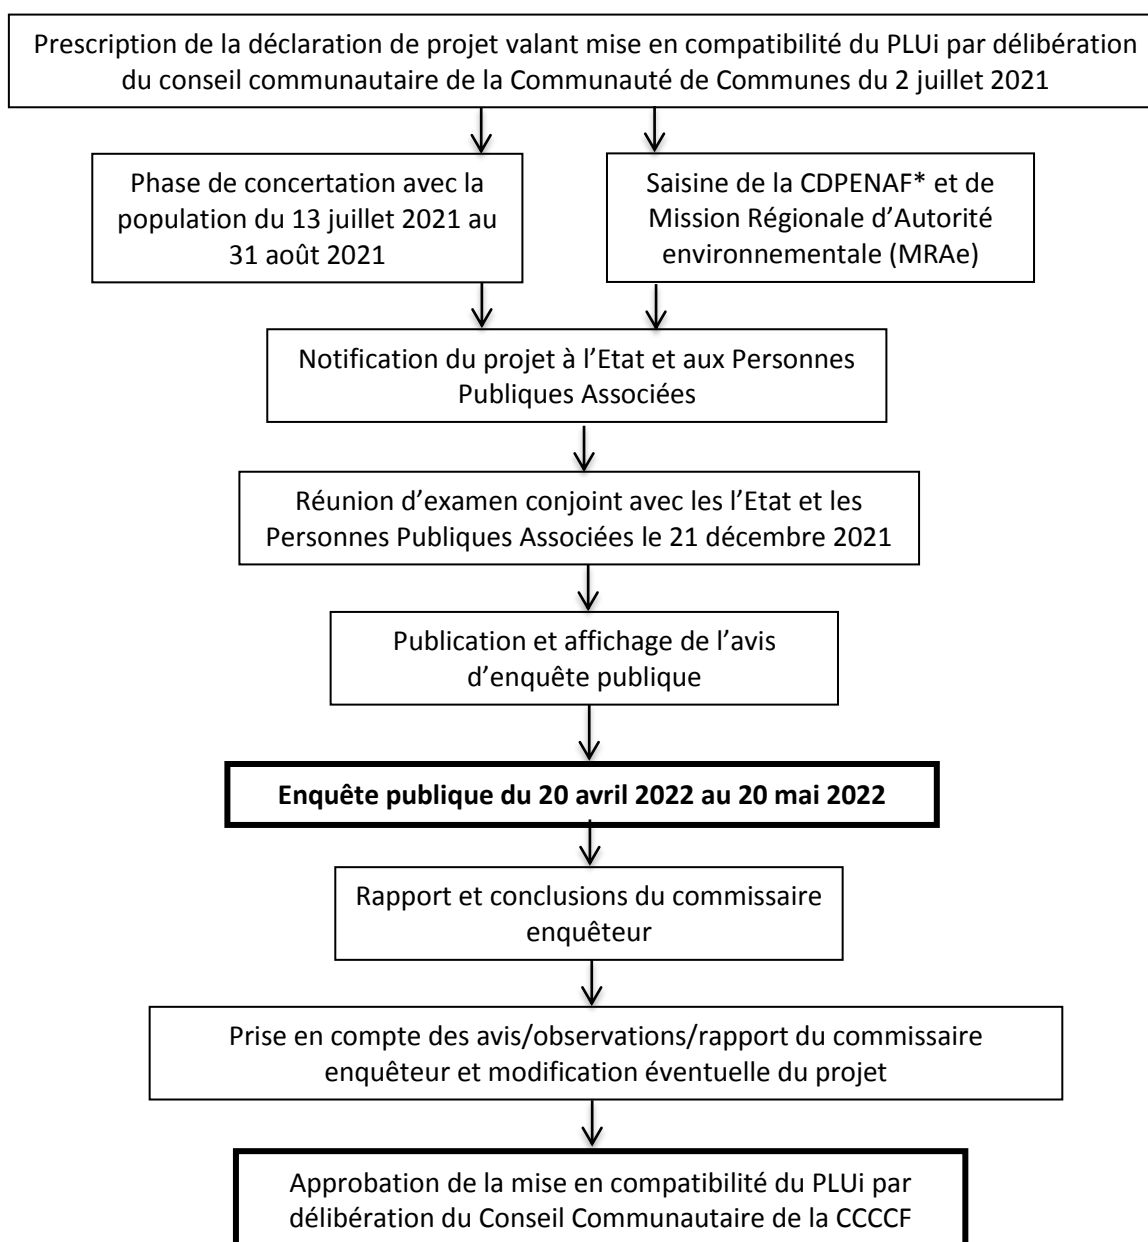 Prescription de la déclaration de projet valant mise en compatibilité du PLUi par délibération
du conseil communautaire de la Communauté de Communes du 2 juillet 2021
Phase de concertation avec la
population du 13 juillet 2021 au
31 août 2021
Saisine de la CDPENAF* et de
Mission Régionale d’Autorité
environnementale (MRAe)
Notification du projet à l’Etat et aux Personnes
Publiques Associées
Réunion d’examen conjoint avec les l’Etat et les
Personnes Publiques Associées le 21 décembre 2021
Publication et affichage de l’avis
d’enquête publique
Enquête publique du 20 avril 2022 au 20 mai 2022
Rapport et conclusions du commissaire
enquêteur
Prise en compte des avis/observations/rapport du commissaire
enquêteur et modification éventuelle du projet
Approbation de la mise en compatibilité du PLUi par
délibération du Conseil Communautaire de la CCCCF